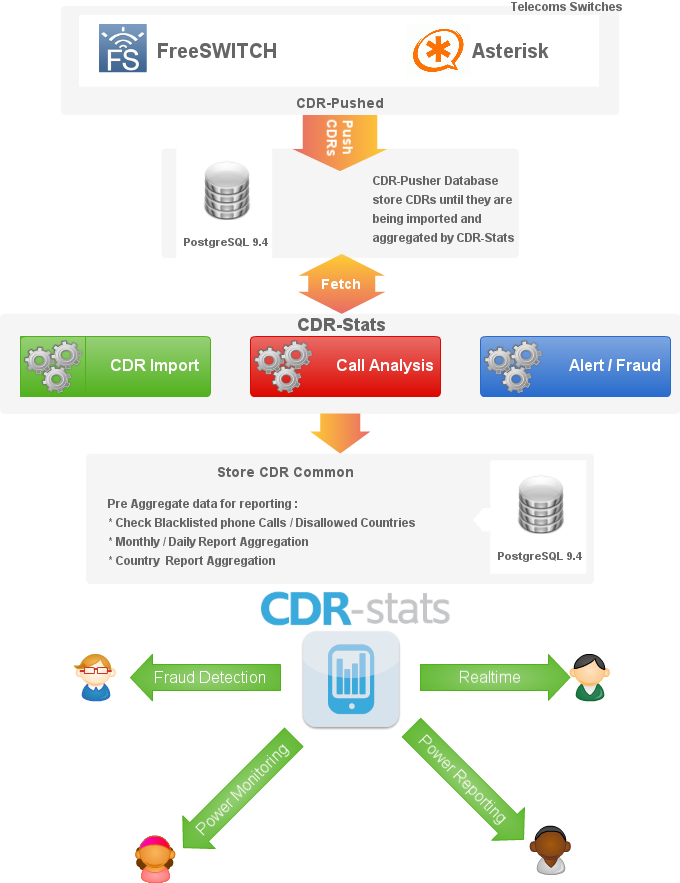 Telecoms Switches
FS
FreeSWITCH
Asterisk
CDR-Pushed
Push
CDRs
CDR-Pusher Database
store CDRs until they are
being imported and
aggregated by CDR-Stats
PostgreSQL 9.4
Fetch
CDR-Stats
CDR Import
Call Analysis
Alert / Fraud
Store CDR Common
Pre Aggregate data for reporting :
* Check Blacklisted phone Calls / Disallowed Countries
* Monthly / Daily Report Aggregation
* Country Report Aggregation
PostgreSQL 9.4
CDR-stats
Fraud Detection
Realtime
Power Monitoring
Power Reporting